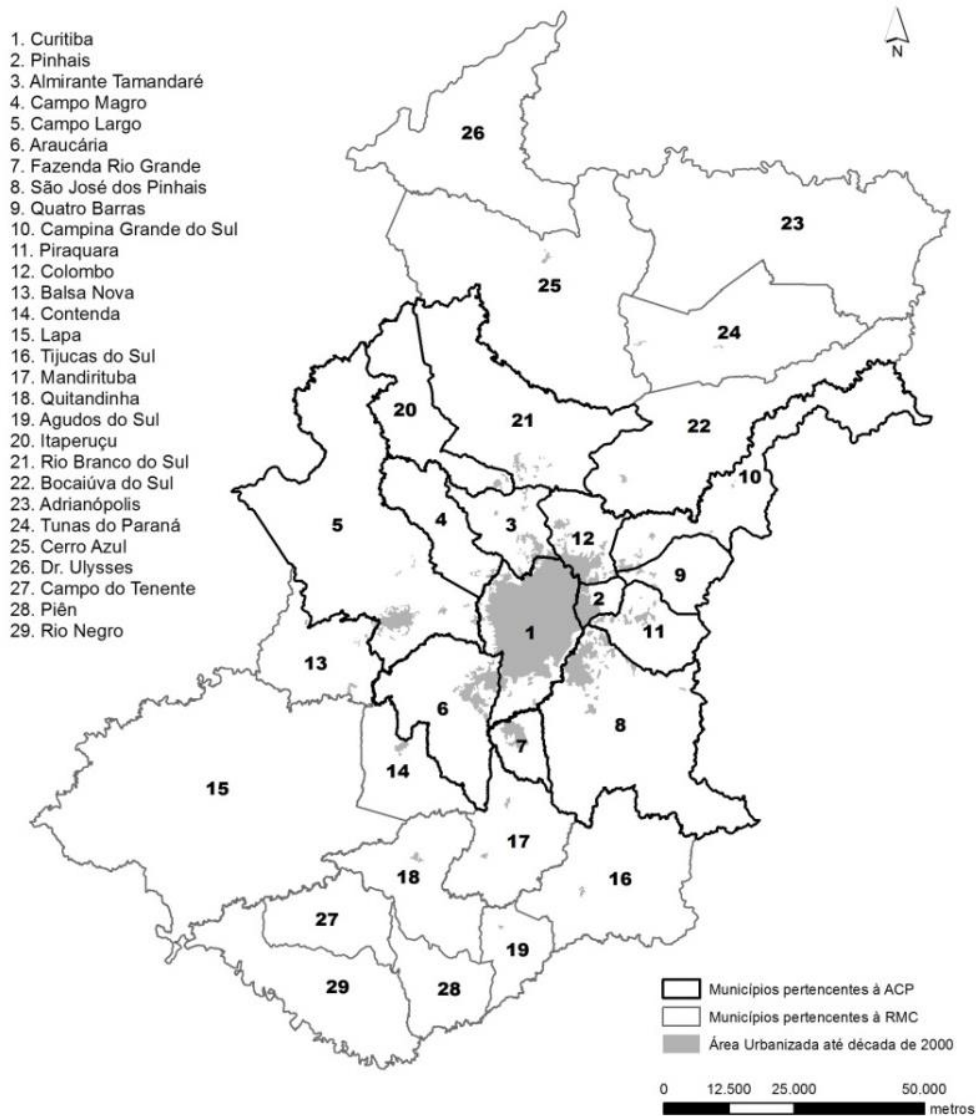 1. Curitiba
2. Pinhais
3. Almirante Tamandaré
4. Campo Magro
5. Campo Largo
6. Araucária
7. Fazenda Rio Grande
8. São José dos Pinhais
9. Quatro Barras
10. Campina Grande do Sul
11. Piraquara
12. Colombo
13. Balsa Nova
14. Contenda
15. Lapa
16. Tijucas do Sul
17. Mandirituba
18. Quitandinha
19. Agudos do Sul
20. Itaperuçu
21. Rio Branco do Sul
22. Bocaiúva do Sul
23. Adrianópolis
24. Tunas do Paraná
25. Cerro Azul
26. Dr. Ulysses
27. Campo do Tenente
28. Piên
29. Rio Negro
N
26
23
25
24
20
21
22
10
5
4
3
12
9
2
1
11
13
6
8
7
14
15
17
18
16
27
19
29
28
Municípios pertencentes à ACP
Municípios pertencentes à RMC
Área Urbanizada até década de 2000
0 12.500 25.000 50.000
metros